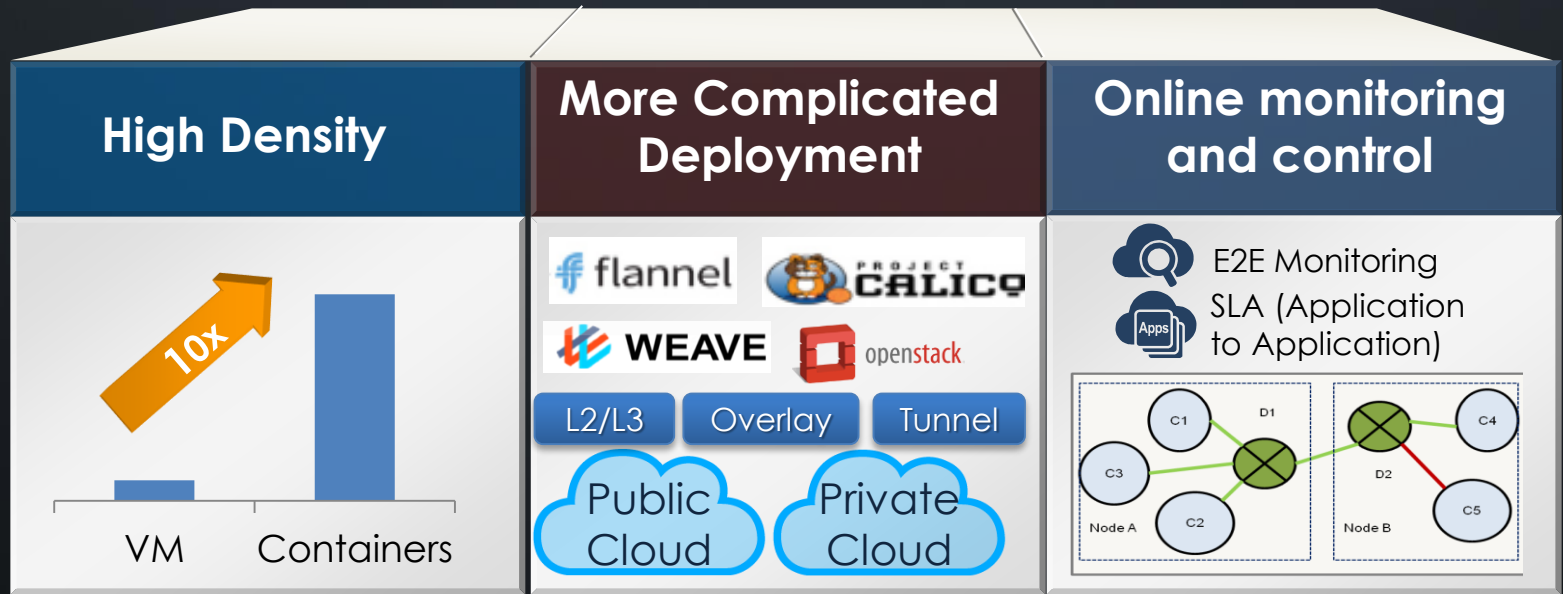 High Density
10x
VM
Containers
More Complicated
Deployment
flannel
PROJECT
CALICO
WEAVE
openstack
L2/L3
Overlay
Tunnel
Public
Cloud
Private
Cloud
Online monitoring
and control
E2E Monitoring
Apps
SLA (Application
to Application)
C1
D1
C4
C3
D2
C2
C5
Node A
Node B